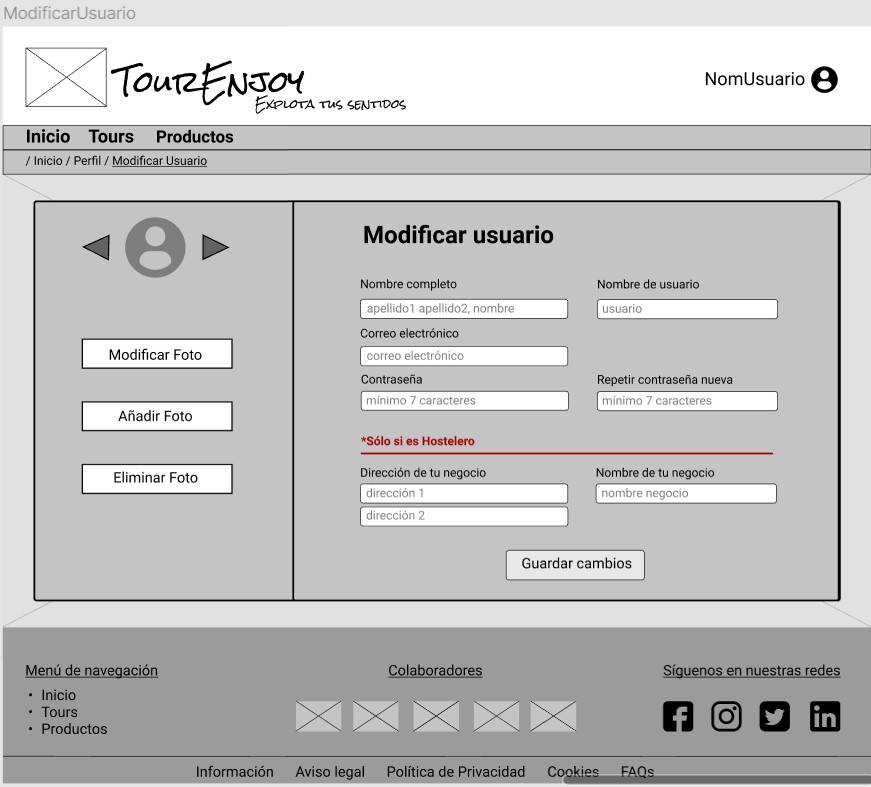 ModificarUsuario
TourEnjoy
Explota tus sentidos
NomUsuario
Inicio Tours Productos
/ Inicio / Perfil / Modificar Usuario
Modificar Foto
Añadir Foto
Eliminar Foto
Modificar usuario
Nombre completo Nombre de usuario
apellido1 apellido2, nombre usuario
Correo electrónico
correo electrónico
Contraseña Repetir contraseña nueva
mínimo 7 caracteres mínimo 7 caracteres
*Sólo si es Hostelero
Dirección de tu negocio Nombre de tu negocio
dirección 1 nombre negocio
dirección 2
Guardar cambios
Menú de navegación
• Inicio
• Tours
• Productos
Colaboradores
Síguenos en nuestras redes
Información Aviso legal Política de Privacidad Cookies FAQs